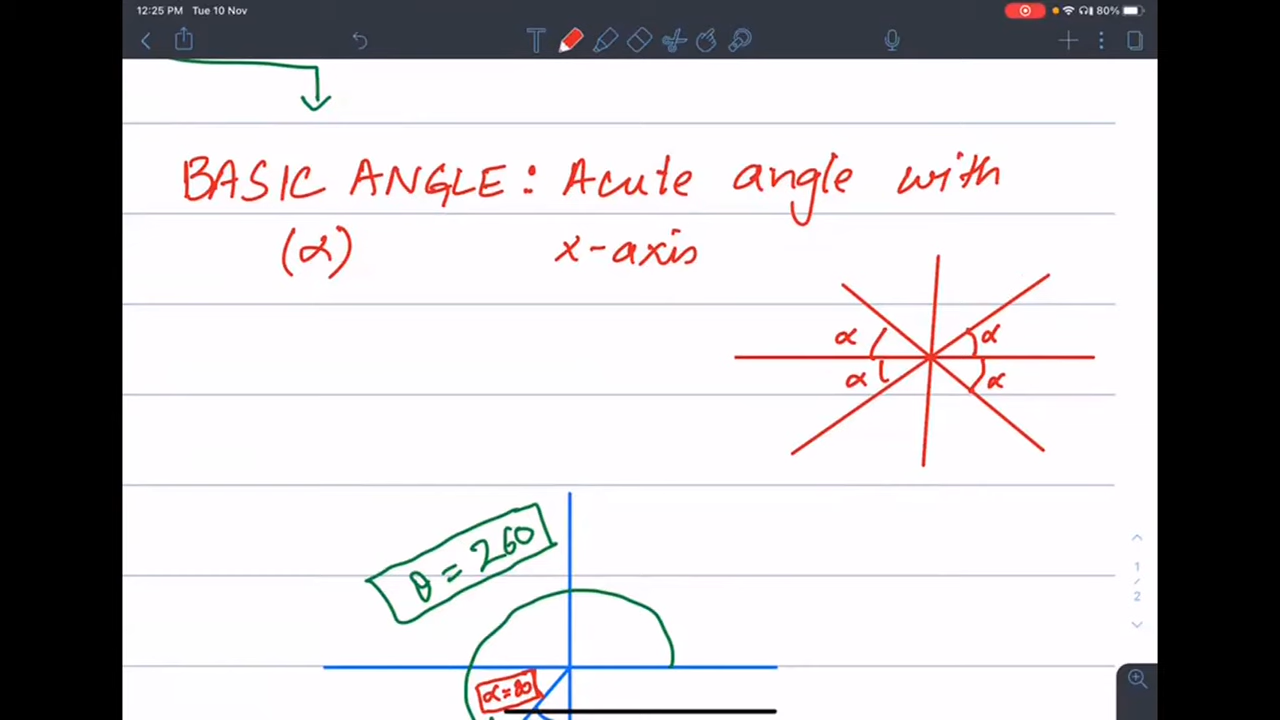 12:25 PM Tue 10 Nov
80%
T
BASIC ANGLE: Acute angle with
(α) x-axis
α α
α α
θ = 260
α = 80
1
/
2